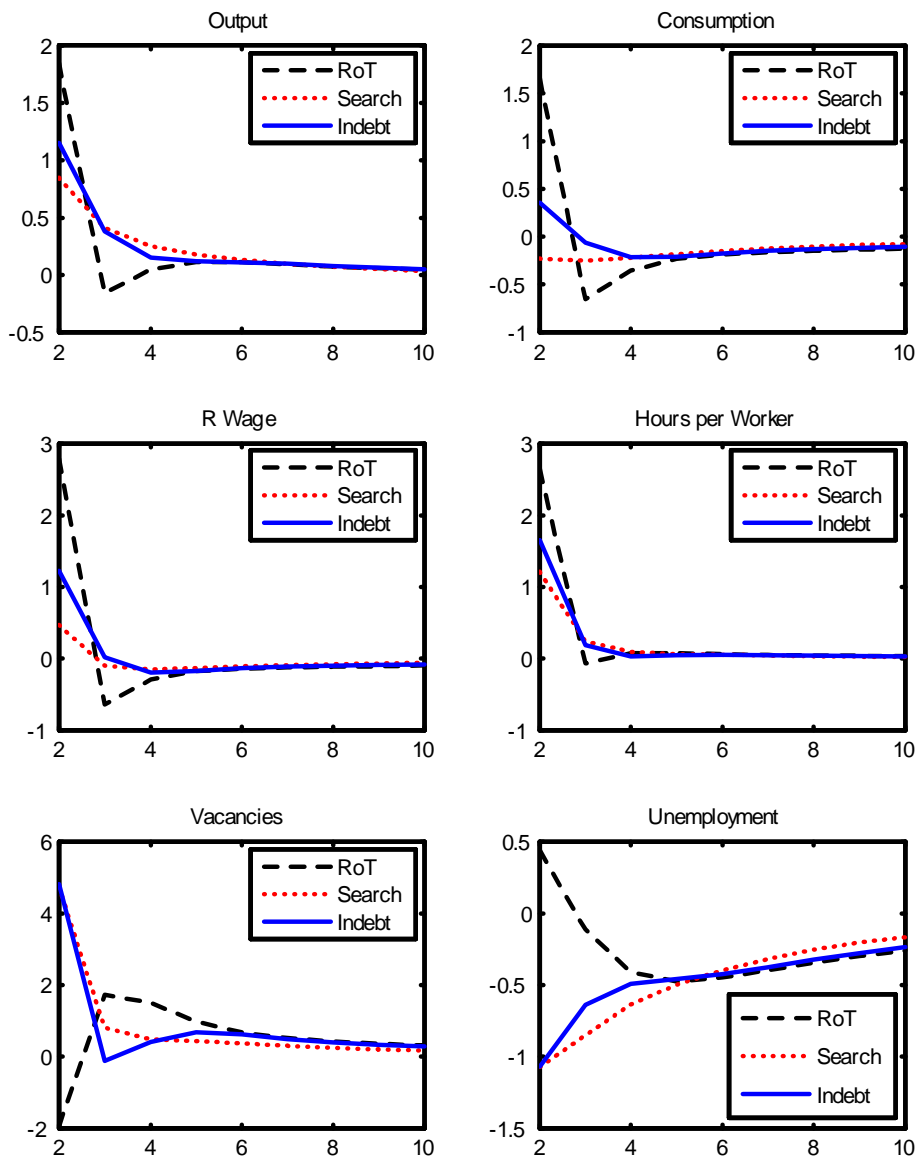 Output
2
1.5
1
0.5
0
-0.5
2 4 6 8 10
RoT
Search
Indebt
Consumption
2
1.5
1
0.5
0
-0.5
-1
2 4 6 8 10
RoT
Search
Indebt
R Wage
3
2
1
0
-1
2 4 6 8 10
RoT
Search
Indebt
Hours per Worker
3
2
1
0
-1
2 4 6 8 10
RoT
Search
Indebt
Vacancies
6
4
2
0
-2
2 4 6 8 10
RoT
Search
Indebt
Unemployment
0.5
0
-0.5
-1
-1.5
2 4 6 8 10
RoT
Search
Indebt